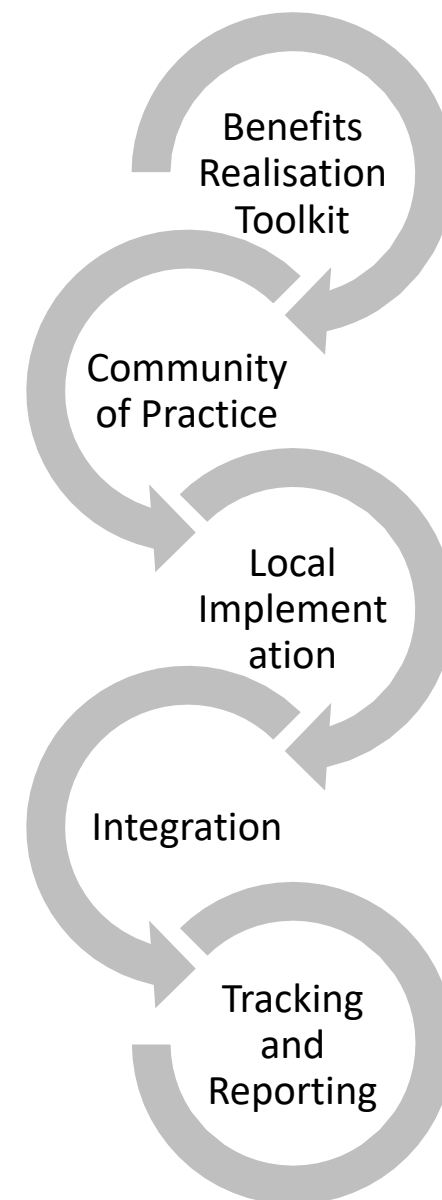 Benefits
Realisation
Toolkit
Community
of Practice
Local
Implement
ation
Integration
Tracking
and
Reporting